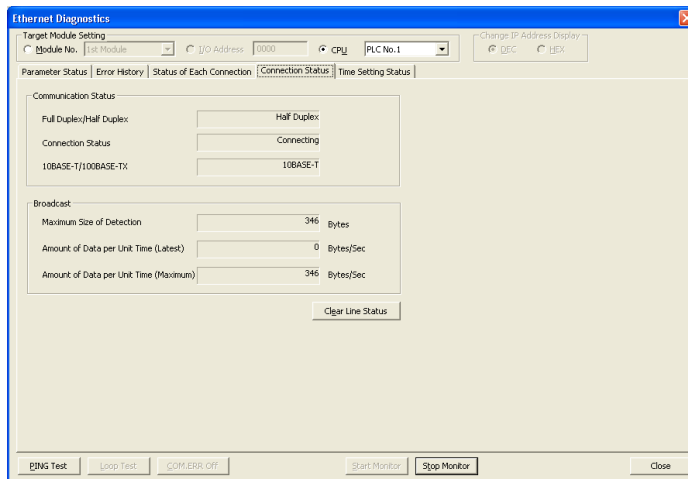 Ethernet Diagnostics
Target Module Setting
Module No. 1st Module I/O Address 0000 CPU PLC No.1
Change IP Address Display
DEC HEX
Parameter Status Error History Status of Each Connection Connection Status Time Setting Status
Communication Status
Full Duplex/Half Duplex Half Duplex
Connection Status Connecting
10BASE-T/100BASE-TX 10BASE-T
Broadcast
Maximum Size of Detection 346 Bytes
Amount of Data per Unit Time (Latest) 0 Bytes/Sec
Amount of Data per Unit Time (Maximum) 346 Bytes/Sec
Clear Line Status
PING Test Loop Test COM.ERR Off Start Monitor Stop Monitor Close